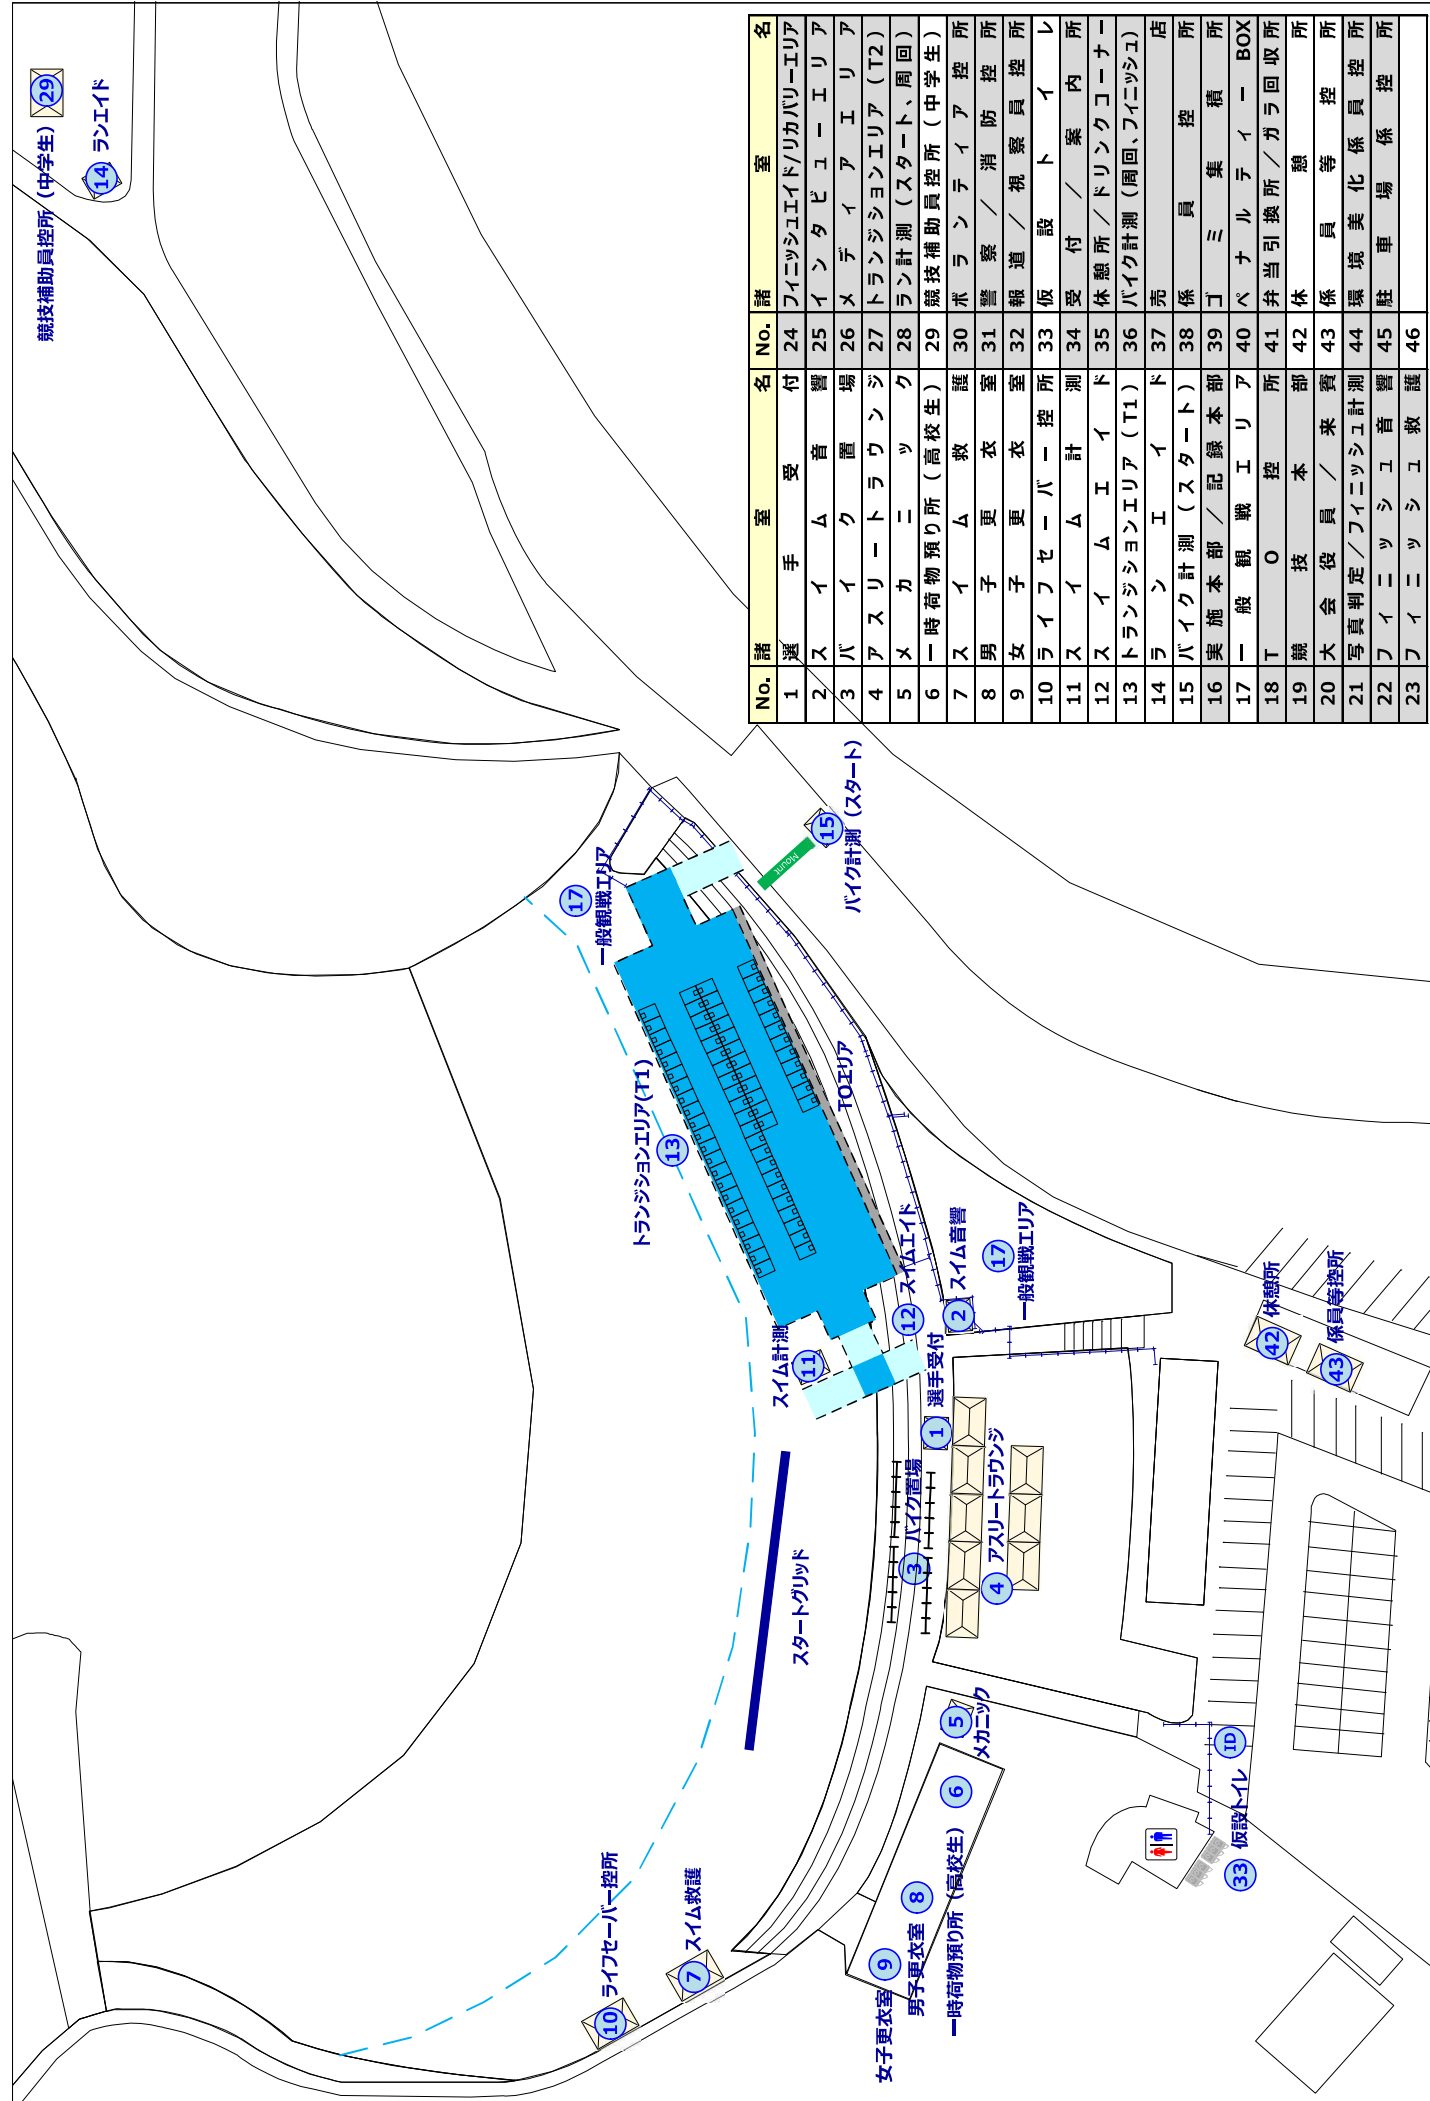 競技補助員控所（中学生）
29
14
ランエイド
17
一般観戦エリア
Mount
15
バイク計測（スタート）
トランジションエリア(T1)
13
TOエリア
スイム計測
11
12
スイムエイド
2
スイム音響
17
一般観戦エリア
選手受付
1
3
バイク置場
4
アスリートラウンジ
スタートグリッド
42
休憩所
43
係員等控所
5
メカニック
6
一時荷物預り所（高校生）
8
男子更衣室
9
女子更衣室
7
スイム救護
10
ライフセーバー控所
ID
33
仮設トイレ
No. 諸室名 No. 諸室名
1 選手受付 24 フィニッシュエイド/リカバリーエリア
2 スイム音響 25 インタビューエリア
3 バイク置場 26 メディアエリア
4 アスリートラウンジ 27 トランジションエリア（T2）
5 メカニック 28 ラン計測（スタート、周回）
6 一時荷物預り所（高校生） 29 競技補助員控所（中学生）
7 スイム救護 30 ボランティア控所
8 男子更衣室 31 警察／消防控所
9 女子更衣室 32 報道／視察員控所
10 ライフセーバー控所 33 仮設トイレ
11 スイム計測 34 受付／案内所
12 スイムエイド 35 休憩所／ドリンクコーナー
13 トランジションエリア（T1） 36 バイク計測（周回、フィニッシュ）
14 ランエイド 37 売店
15 バイク計測（スタート） 38 係員控所
16 実施本部／記録本部 39 ゴミ集積所
17 一般観戦エリア 40 ペナルティーBOX
18 TO控所 41 弁当引換所／ガラ回収所
19 競技本部 42 休憩所
20 大会役員／来賓 43 係員等控所
21 写真判定／フィニッシュ計測 44 環境美化係員控所
22 フィニッシュ音響 45 駐車場係控所
23 フィニッシュ救護 46